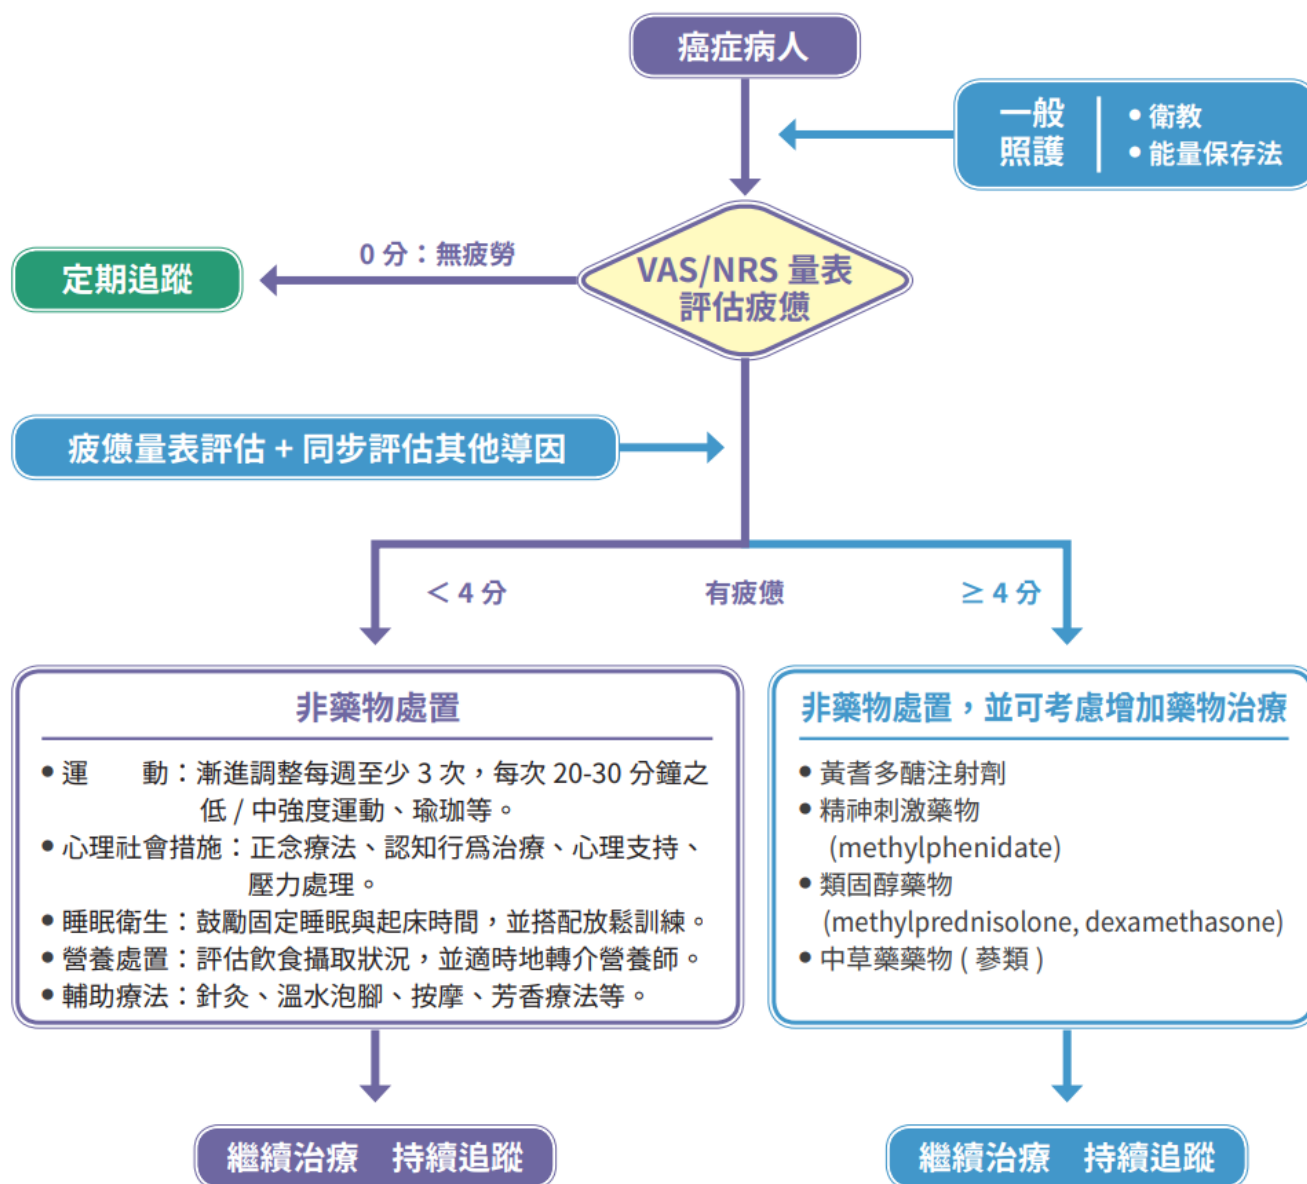 癌症病人
一般
照護
• 衛教
• 能量保存法
0 分：無疲勞
定期追蹤
VAS/NRS 量表
評估疲憊
疲憊量表評估 + 同步評估其他導因
＜ 4 分
有疲憊
≥ 4 分
非藥物處置
• 運　　動：漸進調整每週至少 3 次，每次 20-30 分鐘之
低 / 中強度運動、瑜珈等。
• 心理社會措施：正念療法、認知行爲治療、心理支持、
壓力處理。
• 睡眠衛生：鼓勵固定睡眠與起床時間，並搭配放鬆訓練。
• 營養處置：評估飲食攝取狀況，並適時地轉介營養師。
• 輔助療法：針灸、溫水泡腳、按摩、芳香療法等。
非藥物處置，並可考慮增加藥物治療
• 黃耆多醣注射劑
• 精神刺激藥物
(methylphenidate)
• 類固醇藥物
(methylprednisolone, dexamethasone)
• 中草藥藥物 ( 蔘類 )
繼續治療　持續追蹤
繼續治療　持續追蹤